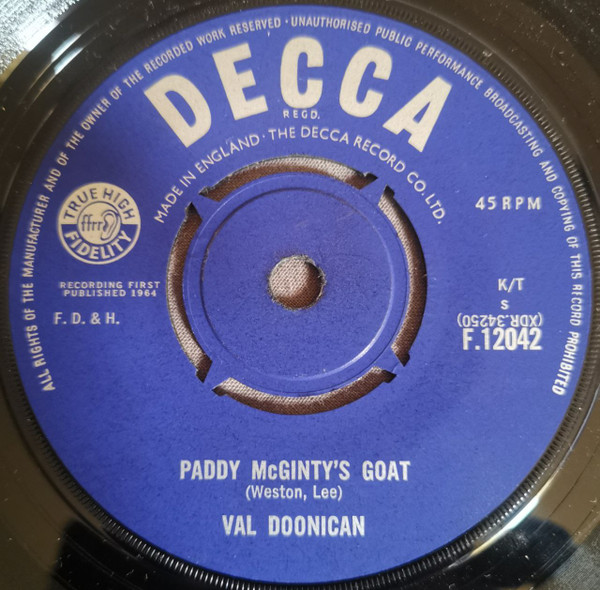 ALL RIGHTS OF THE MANUFACTURER AND OF THE OWNER OF THE RECORDED WORK RESERVED · UNAUTHORISED PUBLIC PERFORMANCE BROADCASTING AND COPYING OF THIS RECORD PROHIBITED
DECCA
REGD.
MADE IN ENGLAND · THE DECCA RECORD CO. LTD.
TRUE HIGH
ffrr
FIDELITY
45 RPM
RECORDING FIRST
PUBLISHED 1964
F. D. & H.
K/T
S
(XDR.34250)
F.12042
PADDY McGINTY'S GOAT
(Weston, Lee)
VAL DOONICAN